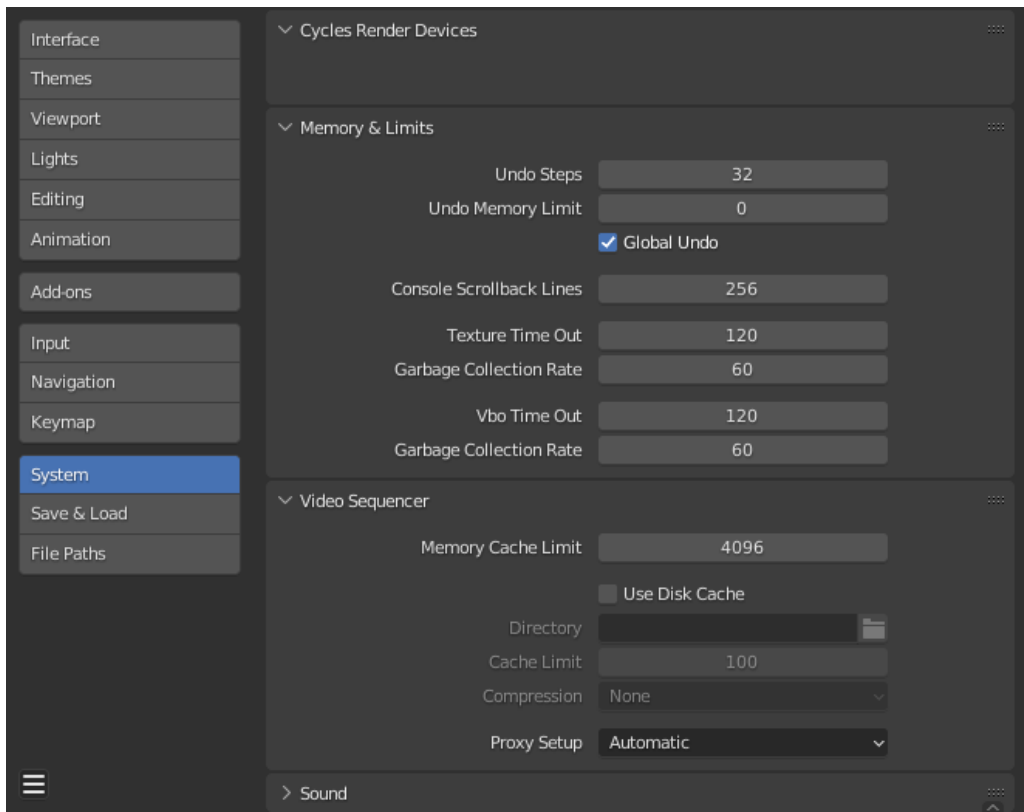 Interface
Themes
Viewport
Lights
Editing
Animation
Add-ons
Input
Navigation
Keymap
System
Save & Load
File Paths
Cycles Render Devices
Memory & Limits
Undo Steps 32
Undo Memory Limit 0
Global Undo
Console Scrollback Lines 256
Texture Time Out 120
Garbage Collection Rate 60
Vbo Time Out 120
Garbage Collection Rate 60
Video Sequencer
Memory Cache Limit 4096
Use Disk Cache
Directory
Cache Limit 100
Compression None
Proxy Setup Automatic
Sound